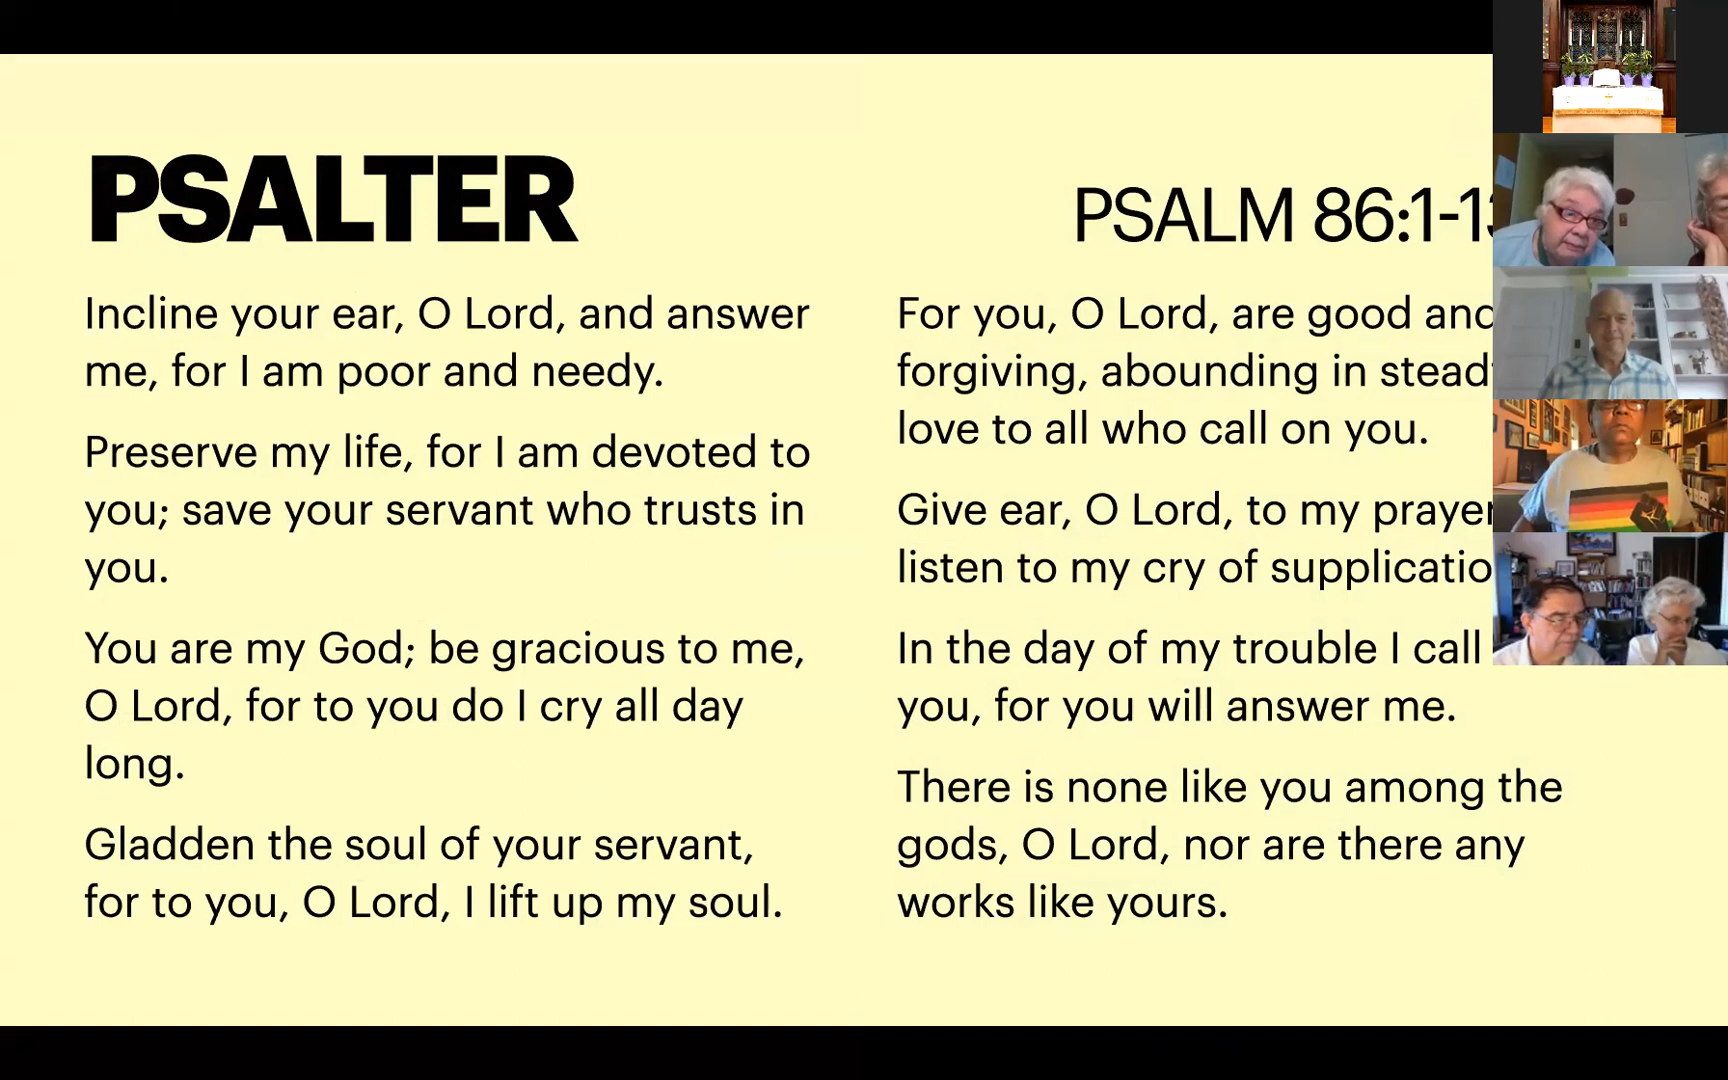 PSALTER
PSALM 86:1-13
Incline your ear, O Lord, and answer
me, for I am poor and needy.
Preserve my life, for I am devoted to
you; save your servant who trusts in
you.
You are my God; be gracious to me,
O Lord, for to you do I cry all day
long.
Gladden the soul of your servant,
for to you, O Lord, I lift up my soul.
For you, O Lord, are good and
forgiving, abounding in
love to all who call on you.
Give ear, O Lord, to my prayer
listen to my cry of
In the day of my trouble I call
you, for you will answer me.
There is none like you among the
gods, O Lord, nor are there any
works like yours.